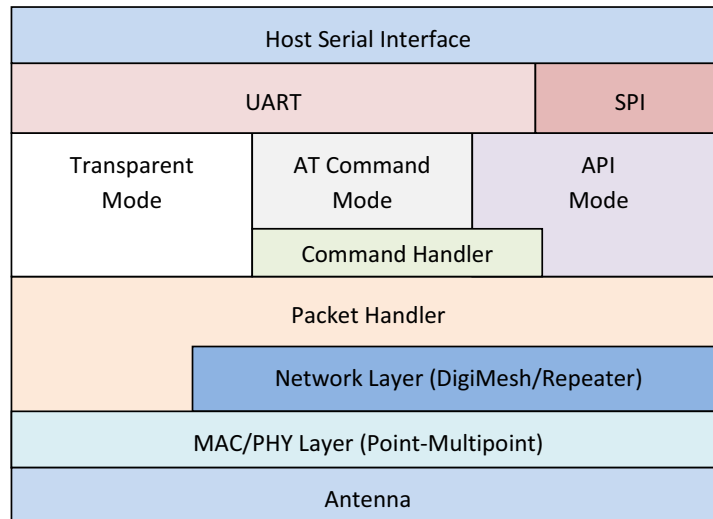 Host Serial Interface
UART
SPI
Transparent
Mode
AT Command
Mode
API
Mode
Command Handler
Packet Handler
Network Layer (DigiMesh/Repeater)
MAC/PHY Layer (Point-Multipoint)
Antenna